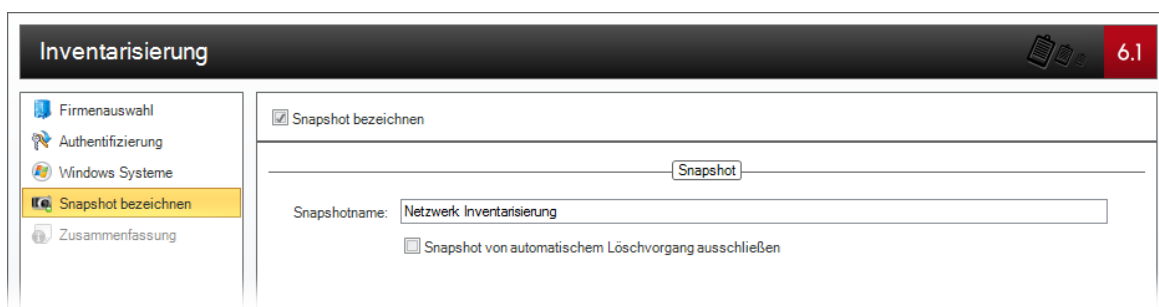 Inventarisierung
6.1
Firmenauswahl
Authentifizierung
Windows Systeme
Snapshot bezeichnen
Zusammenfassung
Snapshot bezeichnen
Snapshot
Snapshotname: Netzwerk Inventarisierung
Snapshot von automatischem Löschvorgang ausschließen